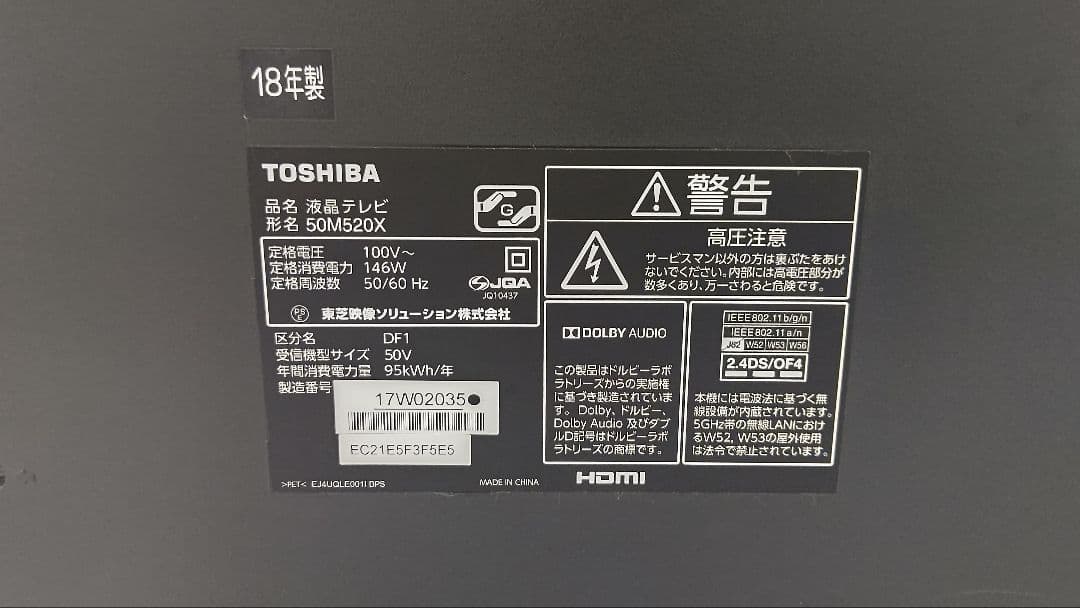 18年製
TOSHIBA
品名 液晶テレビ
形名 50M520X
G
定格電圧 100V～
定格消費電力 146W
定格周波数 50/60 Hz
JQA
JQ10437
PSE 東芝映像ソリューション株式会社
区分名 DF1
受信機型サイズ 50V
年間消費電力量 95kWh/年
製造番号
17W02035●
EC21E5F3F5E5
>PET< EJ4UQLE001I DPS
MADE IN CHINA
警告
高圧注意
サービスマン以外の方は裏ぶたをあけ
ないでください。内部には高電圧部分が
数多くあり、万一さわると危険です。
DOLBY AUDIO
この製品はドルビーラボ
ラトリーズからの実施権
に基づき製造されていま
す。Dolby、ドルビー、
Dolby Audio 及びダブ
ルD記号はドルビーラボ
ラトリーズの商標です。
IEEE802.11b/g/n
IEEE802.11a/n
J52 W52 W53 W56
2.4DS/OF4
本機には電波法に基づく無
線設備が内蔵されています。
5GHz帯の無線LANにおけ
るW52, W53の屋外使用
は法令で禁止されています。
HDMI